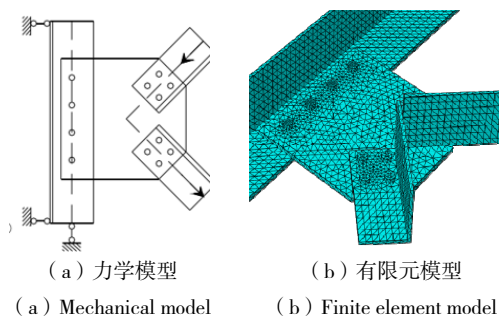 (a)力学模型
(b)有限元模型
(a)Mechanical model
(b)Finite element model